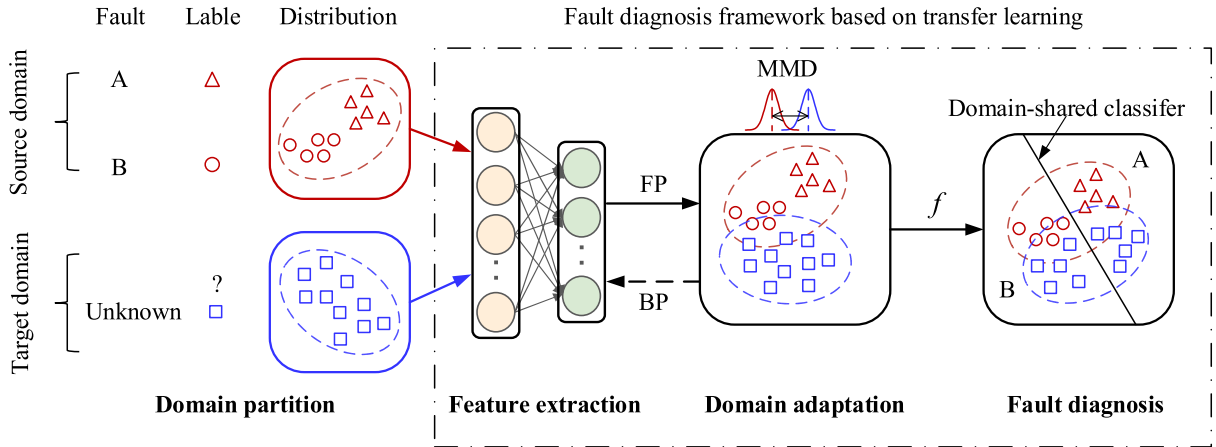 Fault Lable Distribution
Fault diagnosis framework based on transfer learning
Source domain
A
B
Target domain
?
Unknown
MMD
FP
BP
f
Domain-shared classifer
A
B
Domain partition
Feature extraction
Domain adaptation
Fault diagnosis